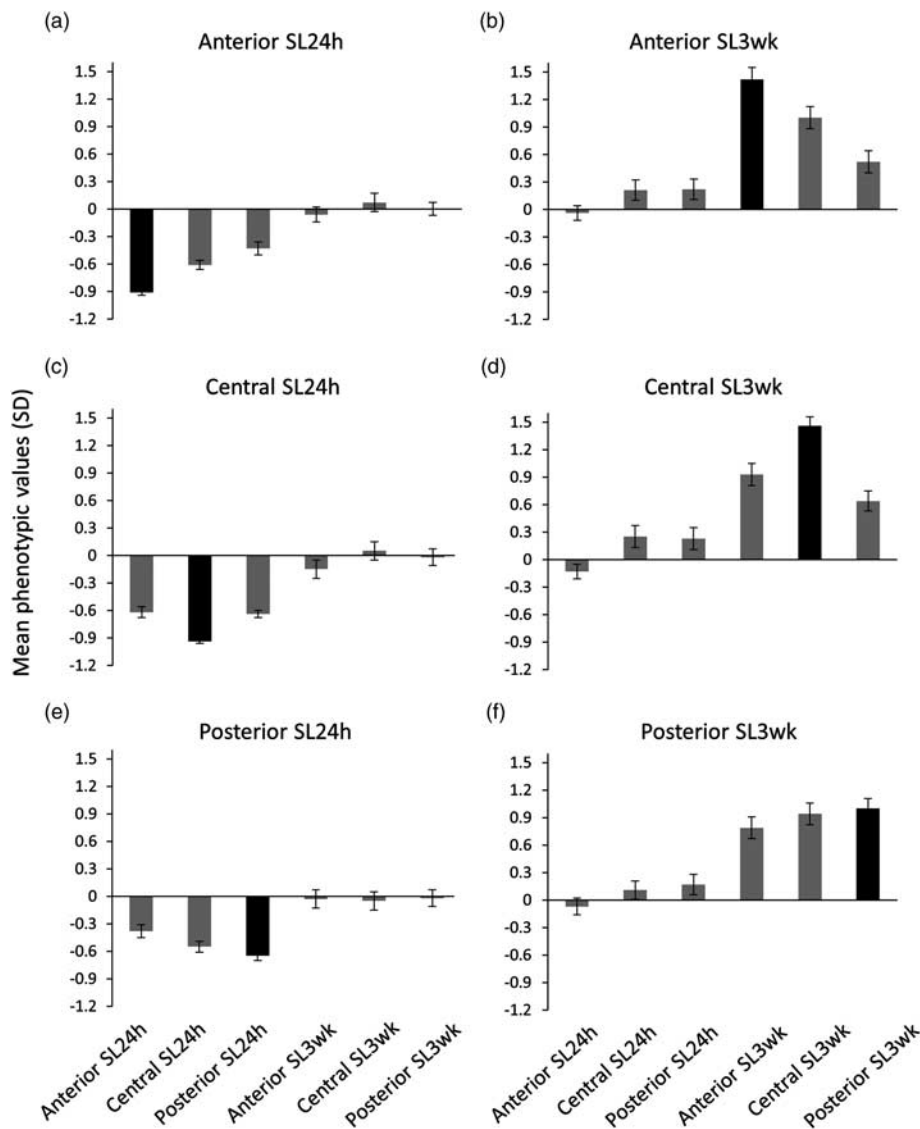 (a)
Anterior SL24h
1.5
1.2
0.9
0.6
0.3
0
-0.3
-0.6
-0.9
-1.2
(b)
Anterior SL3wk
1.5
1.2
0.9
0.6
0.3
0
-0.3
-0.6
-0.9
-1.2
Mean phenotypic values (SD)
(c)
Central SL24h
1.5
1.2
0.9
0.6
0.3
0
-0.3
-0.6
-0.9
-1.2
(d)
Central SL3wk
1.5
1.2
0.9
0.6
0.3
0
-0.3
-0.6
-0.9
-1.2
(e)
Posterior SL24h
1.5
1.2
0.9
0.6
0.3
0
-0.3
-0.6
-0.9
-1.2
Anterior SL24h
Central SL24h
Posterior SL24h
Anterior SL3wk
Central SL3wk
Posterior SL3wk
(f)
Posterior SL3wk
1.5
1.2
0.9
0.6
0.3
0
-0.3
-0.6
-0.9
-1.2
Anterior SL24h
Central SL24h
Posterior SL24h
Anterior SL3wk
Central SL3wk
Posterior SL3wk